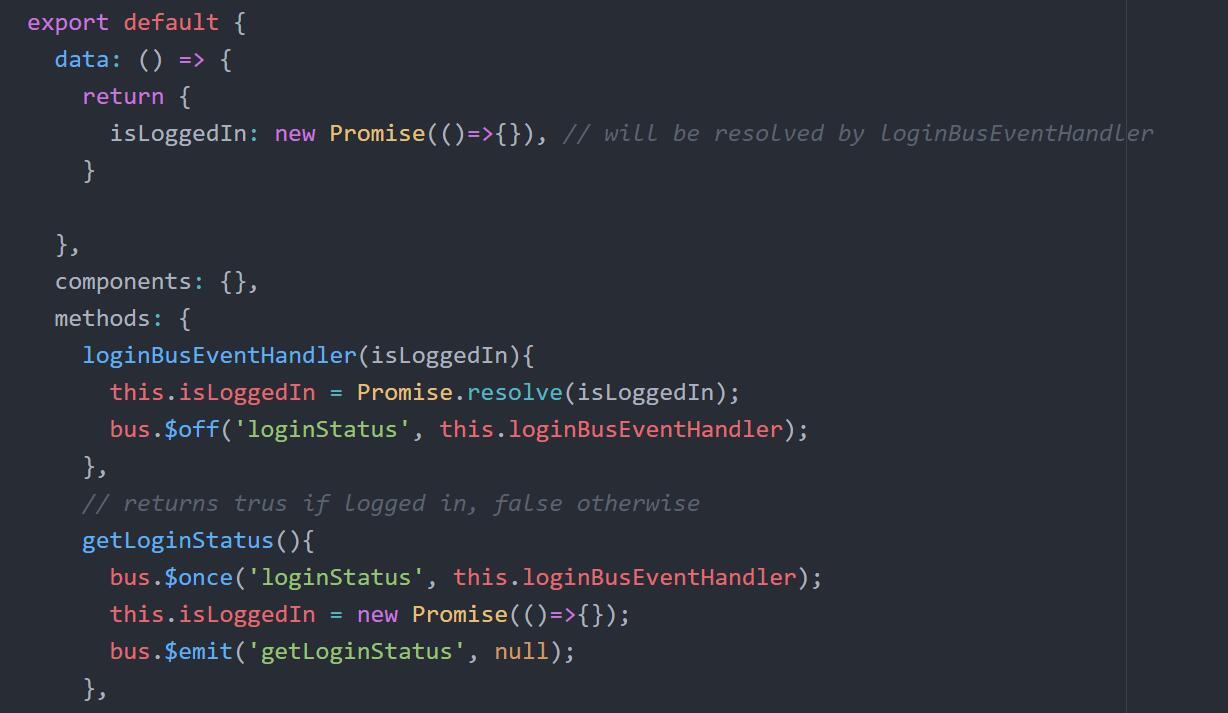 export default {
  data: () => {
    return {
      isLoggedIn: new Promise(()=>{}), // will be resolved by loginBusEventHandler
    }

  },
  components: {},
  methods: {
    loginBusEventHandler(isLoggedIn){
      this.isLoggedIn = Promise.resolve(isLoggedIn);
      bus.$off('loginStatus', this.loginBusEventHandler);
    },
    // returns trus if logged in, false otherwise
    getLoginStatus(){
      bus.$once('loginStatus', this.loginBusEventHandler);
      this.isLoggedIn = new Promise(()=>{});
      bus.$emit('getLoginStatus', null);
    },